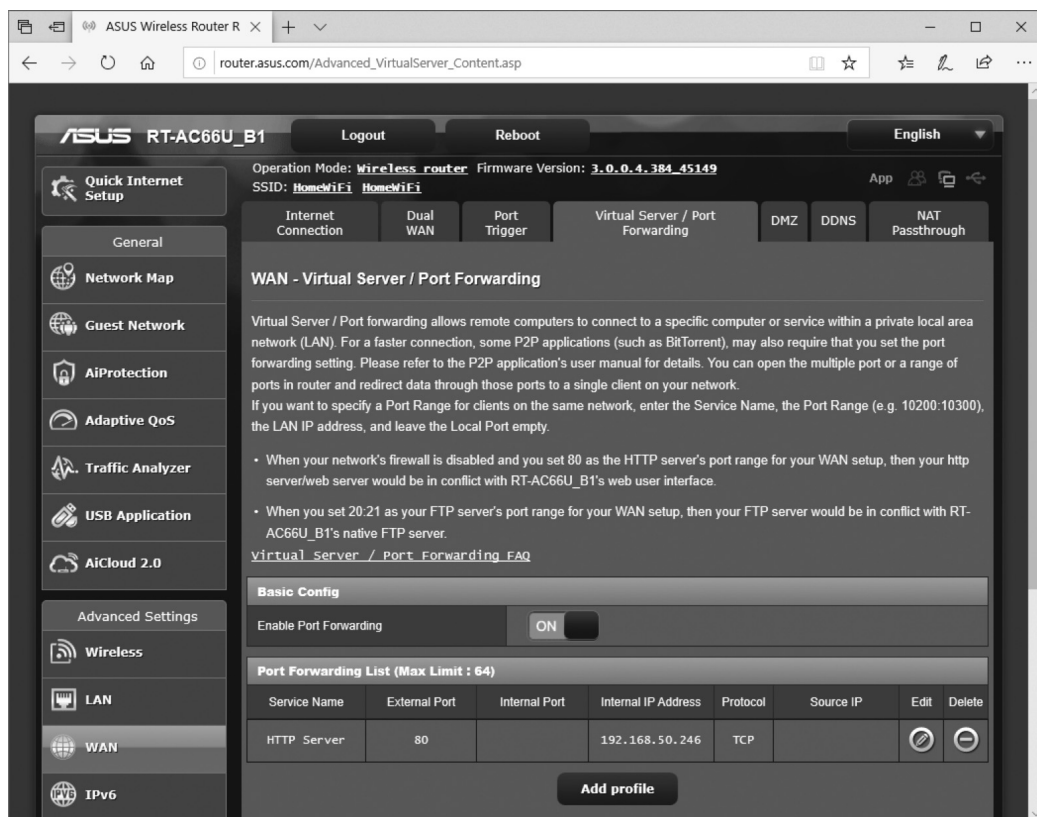 ASUS Wireless Router R
router.asus.com/Advanced_VirtualServer_Content.asp
ASUS RT-AC66U_B1
Logout
Reboot
English
Quick Internet
Setup
General
Network Map
Guest Network
AiProtection
Adaptive QoS
Traffic Analyzer
USB Application
AiCloud 2.0
Advanced Settings
Wireless
LAN
WAN
IPv6
Operation Mode: Wireless router Firmware Version: 3.0.0.4.384_45149
SSID: HomeWiFi HomeWiFi
App
Internet
Connection
Dual
WAN
Port
Trigger
Virtual Server / Port
Forwarding
DMZ
DDNS
NAT
Passthrough
WAN - Virtual Server / Port Forwarding
Virtual Server / Port forwarding allows remote computers to connect to a specific computer or service within a private local area
network (LAN). For a faster connection, some P2P applications (such as BitTorrent), may also require that you set the port
forwarding setting. Please refer to the P2P application's user manual for details. You can open the multiple port or a range of
ports in router and redirect data through those ports to a single client on your network.
If you want to specify a Port Range for clients on the same network, enter the Service Name, the Port Range (e.g. 10200:10300),
the LAN IP address, and leave the Local Port empty.
• When your network's firewall is disabled and you set 80 as the HTTP server's port range for your WAN setup, then your http
server/web server would be in conflict with RT-AC66U_B1's web user interface.
• When you set 20:21 as your FTP server's port range for your WAN setup, then your FTP server would be in conflict with RT-
AC66U_B1's native FTP server.
Virtual Server / Port Forwarding FAQ
Basic Config
Enable Port Forwarding ON
Port Forwarding List (Max Limit : 64)
Service Name External Port Internal Port Internal IP Address Protocol Source IP Edit Delete
HTTP Server 80 192.168.50.246 TCP
Add profile